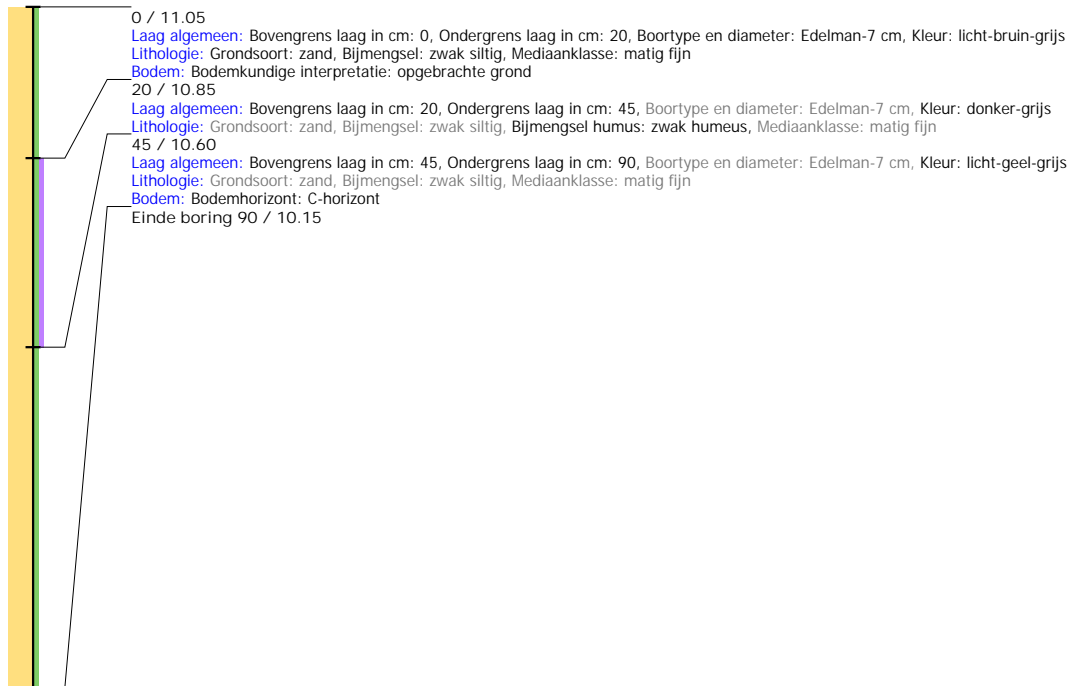 0 / 11.05
Laag algemeen: Bovengrens laag in cm: 0, Ondergrens laag in cm: 20, Boortype en diameter: Edelman-7 cm, Kleur: licht-bruin-grijs
Lithologie: Grondsoort: zand, Bijmengsel: zwak siltig, Mediaanklasse: matig fijn
Bodem: Bodemkundige interpretatie: opgebrachte grond
20 / 10.85
Laag algemeen: Bovengrens laag in cm: 20, Ondergrens laag in cm: 45, Boortype en diameter: Edelman-7 cm, Kleur: donker-grijs
Lithologie: Grondsoort: zand, Bijmengsel: zwak siltig, Bijmengsel humus: zwak humeus, Mediaanklasse: matig fijn
45 / 10.60
Laag algemeen: Bovengrens laag in cm: 45, Ondergrens laag in cm: 90, Boortype en diameter: Edelman-7 cm, Kleur: licht-geel-grijs
Lithologie: Grondsoort: zand, Bijmengsel: zwak siltig, Mediaanklasse: matig fijn
Bodem: Bodemhorizont: C-horizont
Einde boring 90 / 10.15